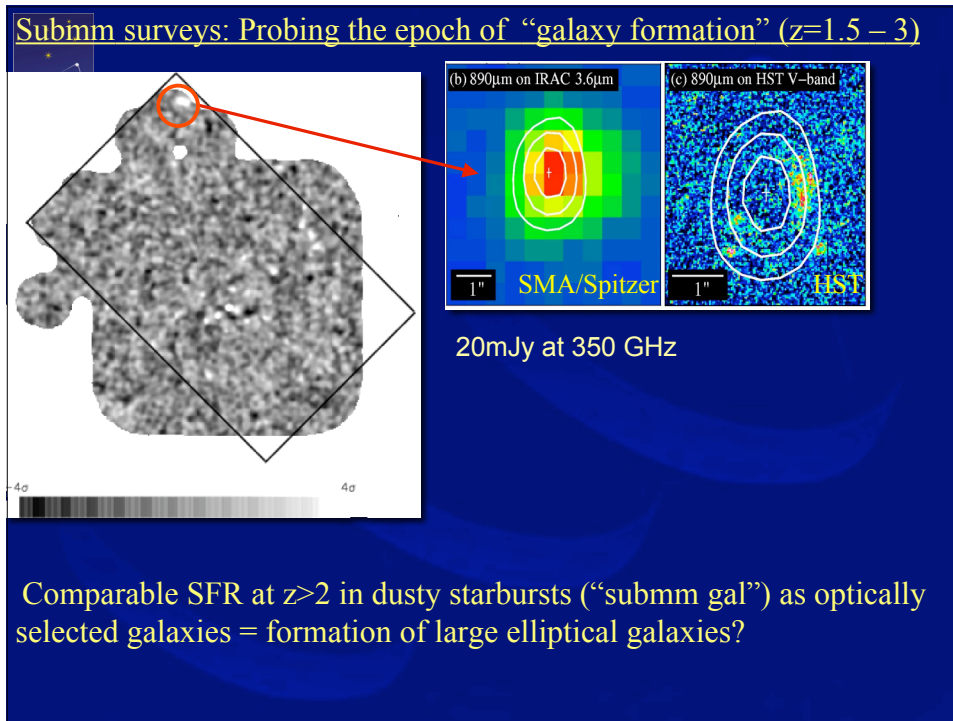 Submm surveys: Probing the epoch of “galaxy formation” (z=1.5 – 3)
(b) 890μm on IRAC 3.6μm
(c) 890μm on HST V–band
1"
SMA/Spitzer
1"
HST
20mJy at 350 GHz
-4σ
4σ
Comparable SFR at z>2 in dusty starbursts (“submm gal”) as optically
selected galaxies = formation of large elliptical galaxies?